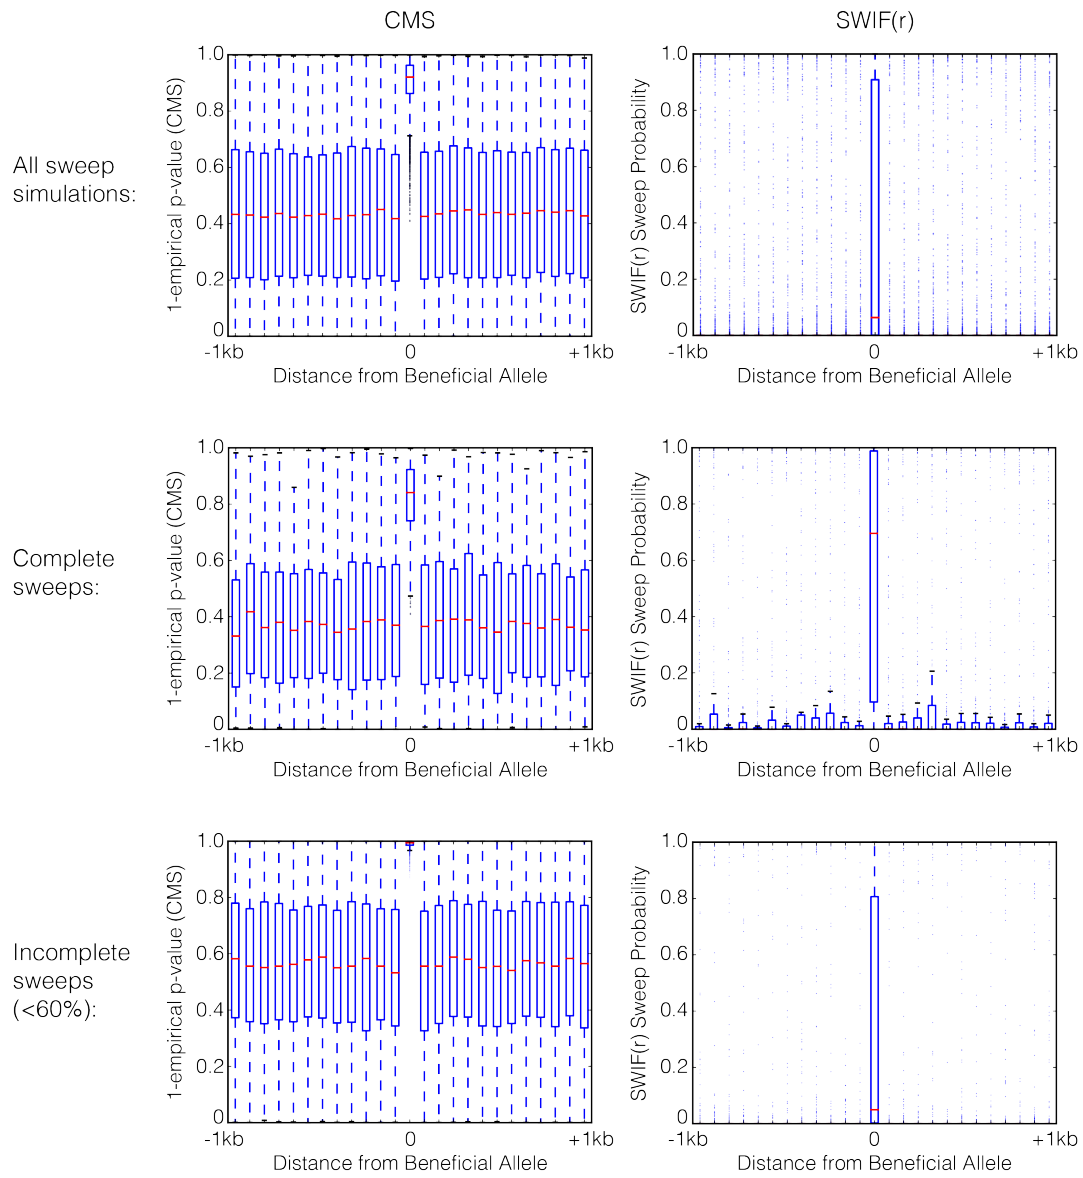 CMS
SWIF(r)
All sweep
simulations:
1-empirical p-value (CMS)
1.0
0.8
0.6
0.4
0.2
0
-1kb
0
+1kb
Distance from Beneficial Allele
SWIF(r) Sweep Probability
1.0
0.8
0.6
0.4
0.2
0
-1kb
0
+1kb
Distance from Beneficial Allele
Complete
sweeps:
1-empirical p-value (CMS)
1.0
0.8
0.6
0.4
0.2
0
-1kb
0
+1kb
Distance from Beneficial Allele
SWIF(r) Sweep Probability
1.0
0.8
0.6
0.4
0.2
0
-1kb
0
+1kb
Distance from Beneficial Allele
Incomplete
sweeps
(<60%):
1-empirical p-value (CMS)
1.0
0.8
0.6
0.4
0.2
0
-1kb
0
+1kb
Distance from Beneficial Allele
SWIF(r) Sweep Probability
1.0
0.8
0.6
0.4
0.2
0
-1kb
0
+1kb
Distance from Beneficial Allele